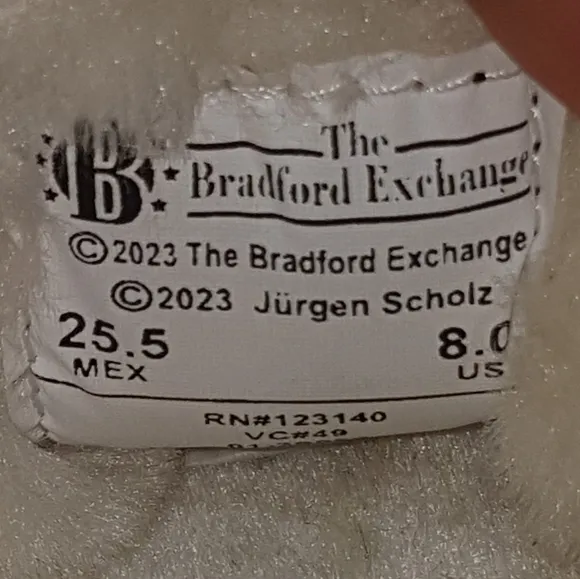 B
The
Bradford Exchange
©2023 The Bradford Exchange
©2023 Jürgen Scholz
25.5 8.0
MEX US
RN#123140
VC#49